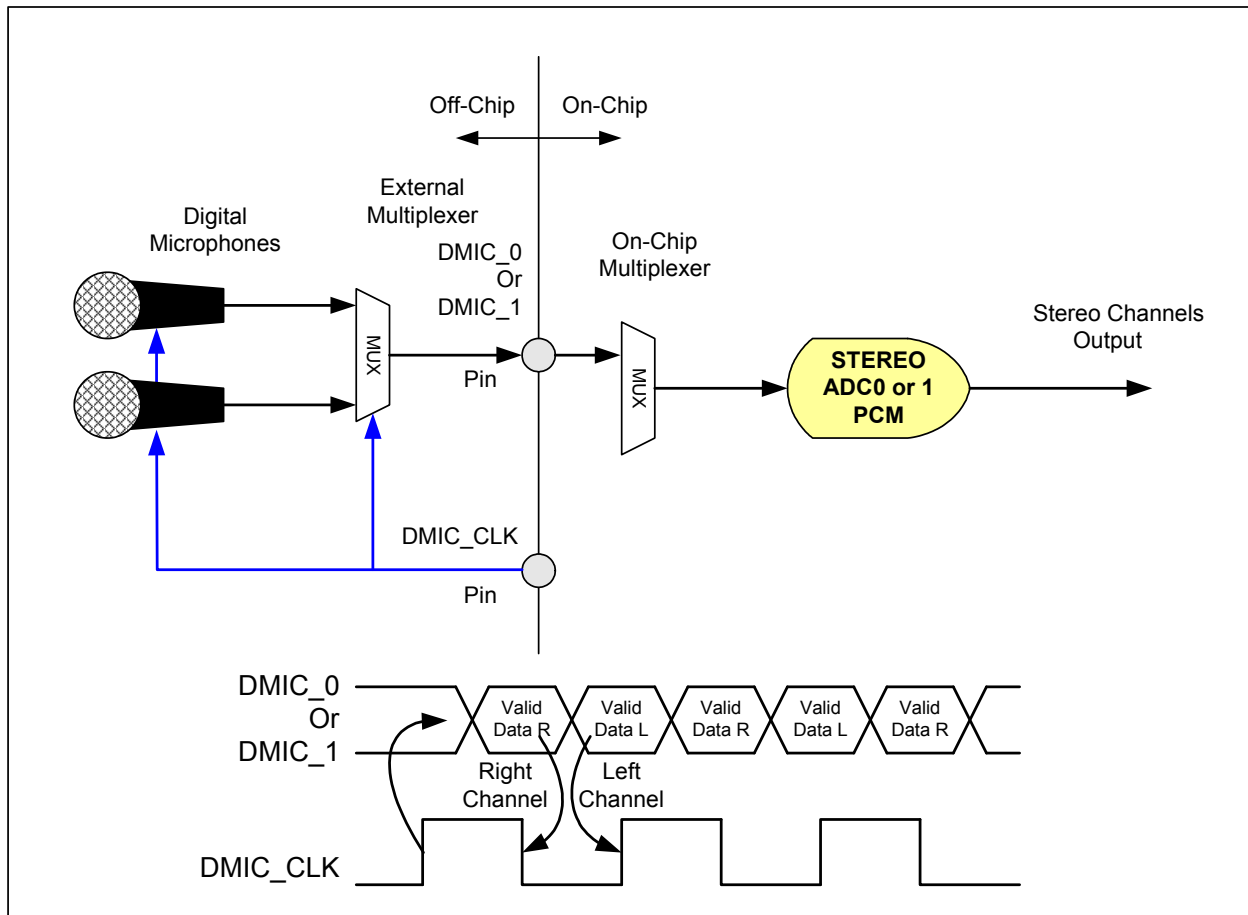 Off-Chip
On-Chip
External
Multiplexer
Digital
Microphones
DMIC_0
Or
DMIC_1
On-Chip
Multiplexer
Stereo Channels
Output
MUX
MUX
STEREO
ADC0 or 1
PCM
Pin
DMIC_CLK
Pin
DMIC_0
Or
DMIC_1
Valid
Data R
Valid
Data L
Valid
Data R
Valid
Data L
Valid
Data R
Right
Channel
Left
Channel
DMIC_CLK